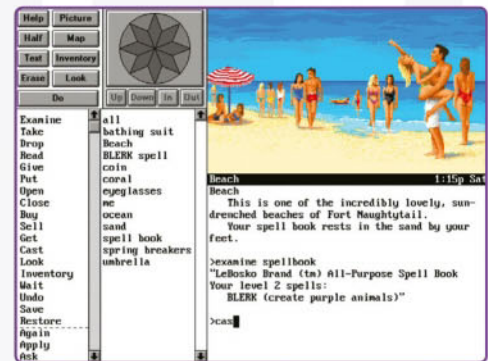 Help Picture
Half Map
Text Inventory
Erase Look
Do
Up Down In Out
Examine
Take
Drop
Read
Give
Put
Open
Close
Buy
Sell
Get
Cast
Look
Inventory
Wait
Undo
Save
Restore
Again
Apply
Ask
all
bathing suit
Beach
BLERK spell
coin
coral
eyeglasses
me
ocean
sand
spell book
spring breakers
umbrella
Beach 1:15p Sat
Beach
This is one of the incredibly lovely, sun-
drenched beaches of Fort Naughtytail.
Your spell book rests in the sand by your
feet.
>examine spellbook
"LeBosko Brand (tm) All-Purpose Spell Book
Your level 2 spells:
BLERK (create purple animals)"
>cas